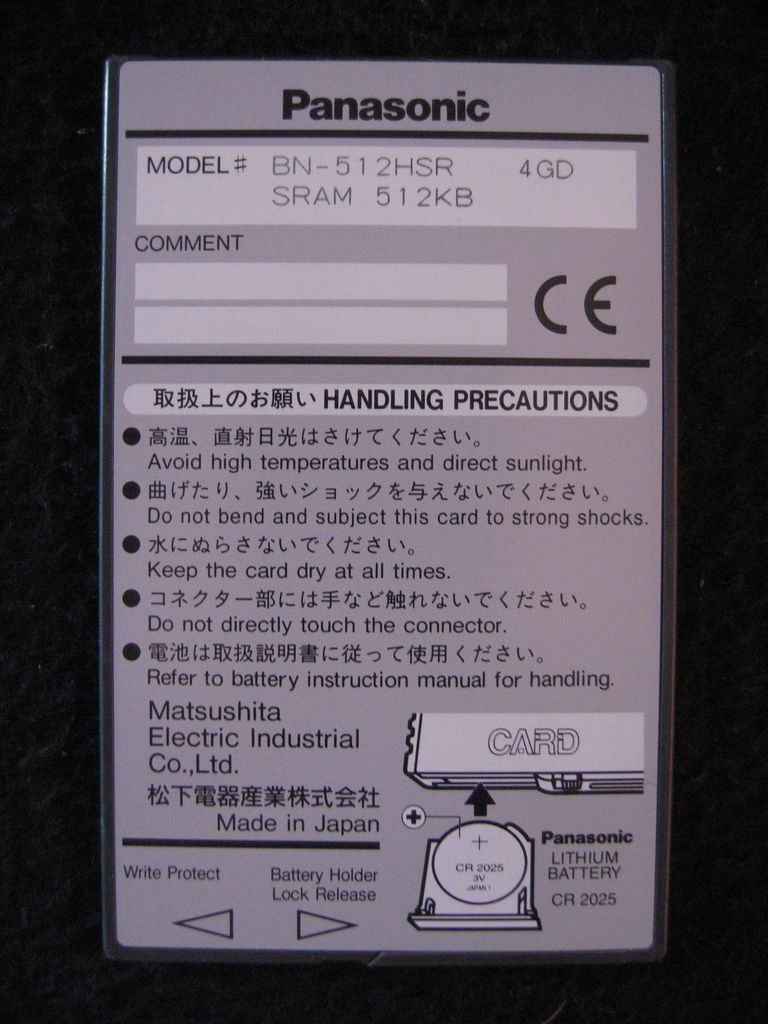 Panasonic
MODEL# BN-512HSR 4GD
SRAM 512KB
COMMENT
CE
取扱上のお願い HANDLING PRECAUTIONS
● 高温、直射日光はさけてください。
Avoid high temperatures and direct sunlight.
● 曲げたり、強いショックを与えないでください。
Do not bend and subject this card to strong shocks.
● 水にぬらさないでください。
Keep the card dry at all times.
● コネクター部には手など触れないでください。
Do not directly touch the connector.
● 電池は取扱説明書に従って使用ください。
Refer to battery instruction manual for handling.
Matsushita
Electric Industrial
Co.,Ltd.
松下電器産業株式会社
Made in Japan
Write Protect
Battery Holder
Lock Release
CARD
+
+
CR 2025
3V
JAPAN 1
Panasonic
LITHIUM
BATTERY
CR 2025